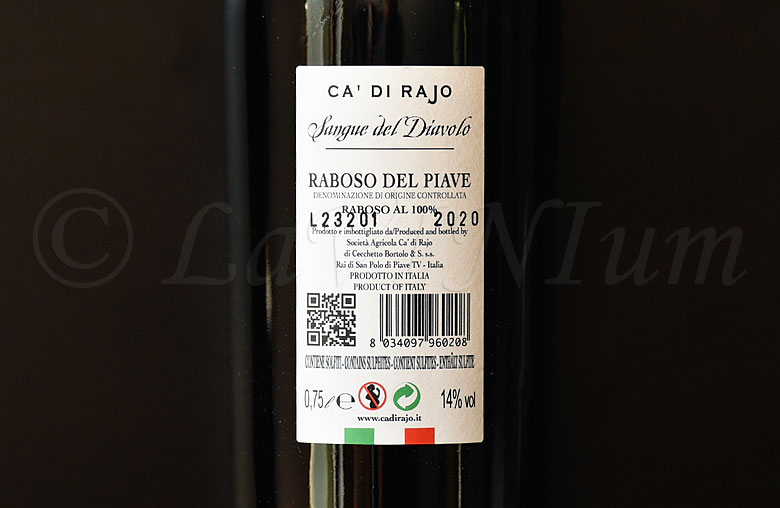 CA' DI RAJO
Sangue del Diavolo
RABOSO DEL PIAVE
DENOMINAZIONE DI ORIGINE CONTROLLATA
RABOSO AL 100%
L23201 2020
Prodotto e imbottigliato da/Produced and bottled by
Società Agricola Ca' di Rajo
di Cecchetto Bortolo & S. s.s.
Rai di San Polo di Piave TV - Italia
PRODOTTO IN ITALIA
PRODUCT OF ITALY
8 034097 960208
CONTIENE SOLFITI - CONTAINS SULPHITES - CONTIENT SULFITES - ENTHÄLT SULFITE
0,75 l e 14% vol
www.cadirajo.it
© LaVINIum